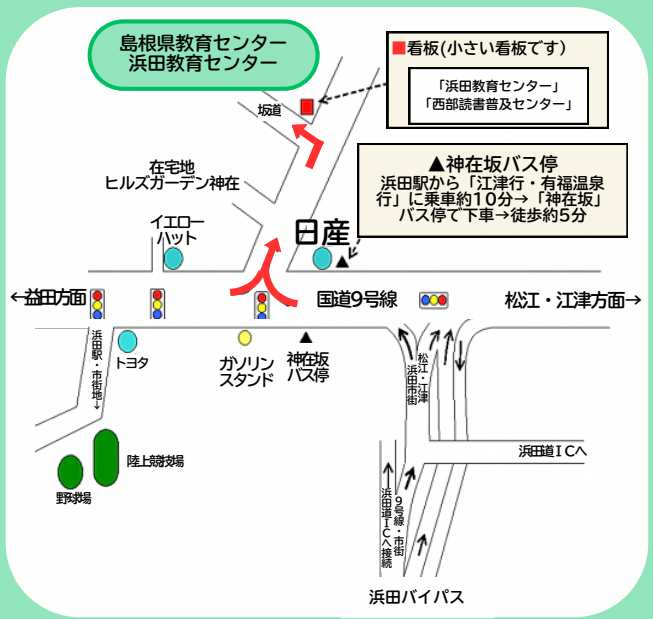 島根県教育センター
浜田教育センター
■看板(小さい看板です)
「浜田教育センター」
「西部読書普及センター」
坂道
▲神在坂バス停
浜田駅から「江津行・有福温泉
行」に乗車約10分→「神在坂」
バス停で下車→徒歩約5分
在宅地
ヒルズガーデン神在
イエロー
ハット
日産
←益田方面
国道9号線
松江・江津方面→
浜田駅・市街地↓
トヨタ
ガソリン
スタンド
神在坂
バス停
松江・江津
浜田市街
陸上競技場
野球場
浜田道ICへ
9号線・市街
浜田道ICへ接続
浜田バイパス